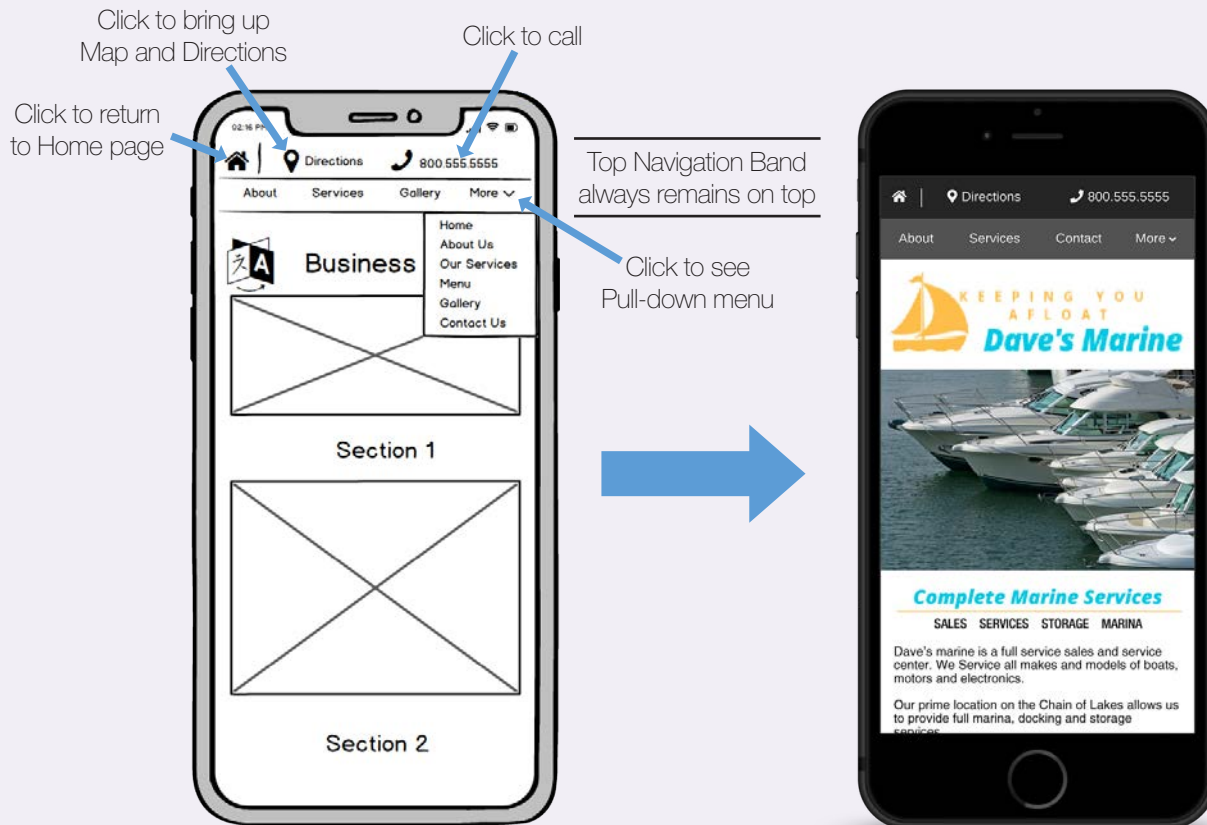 Click to bring up
Map and Directions
Click to call
Click to return
to Home page
02:16 PM
Directions
800.555.5555
About Services Gallery More
Home
About Us
Our Services
Menu
Gallery
Contact Us
文 A
Business
Section 1
Section 2
Top Navigation Band
always remains on top
Click to see
Pull-down menu
Directions
800.555.5555
About Services Contact More
KEEPING YOU
AFLOAT
Dave's Marine
Complete Marine Services
SALES SERVICES STORAGE MARINA
Dave's marine is a full service sales and service
center. We Service all makes and models of boats,
motors and electronics.
Our prime location on the Chain of Lakes allows us
to provide full marina, docking and storage
services